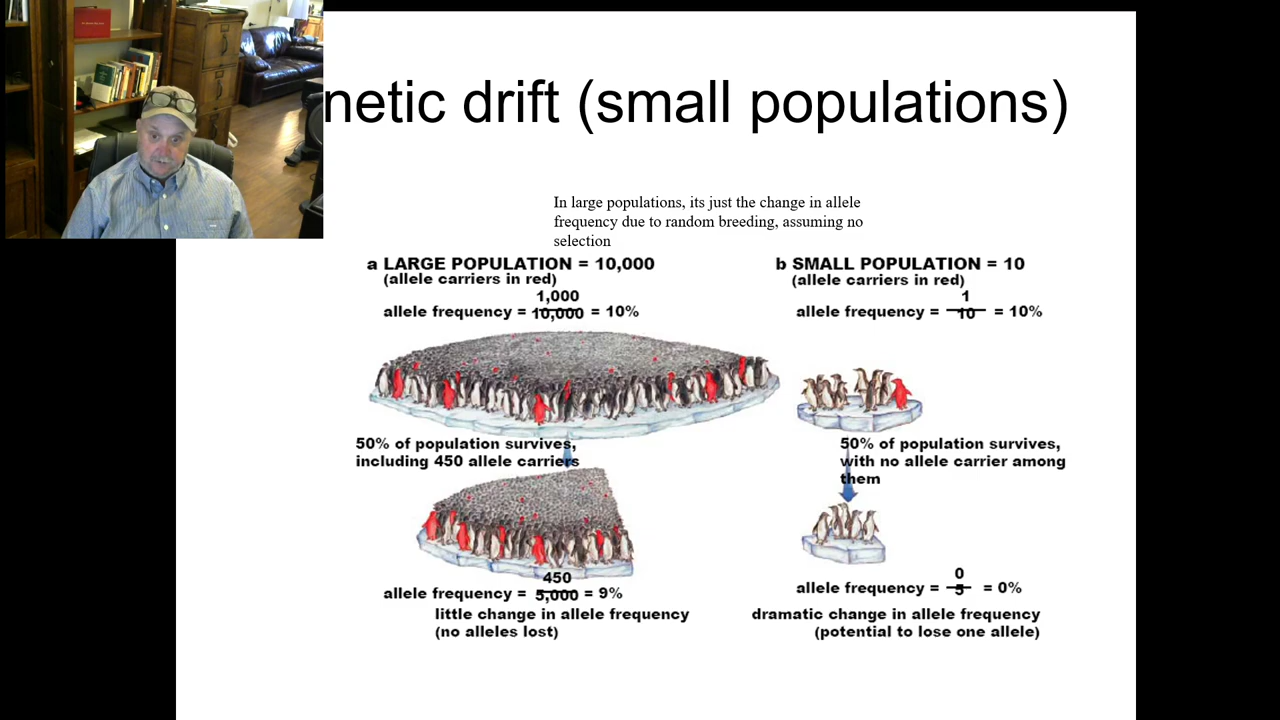 netic drift (small populations)
In large populations, its just the change in allele
frequency due to random breeding, assuming no
selection
a LARGE POPULATION = 10,000
(allele carriers in red)
allele frequency = 1,000 / 10,000 = 10%
50% of population survives,
including 450 allele carriers
allele frequency = 450 / 5,000 = 9%
little change in allele frequency
(no alleles lost)
b SMALL POPULATION = 10
(allele carriers in red)
allele frequency = 1 / 10 = 10%
50% of population survives,
with no allele carrier among
them
allele frequency = 0 / 5 = 0%
dramatic change in allele frequency
(potential to lose one allele)